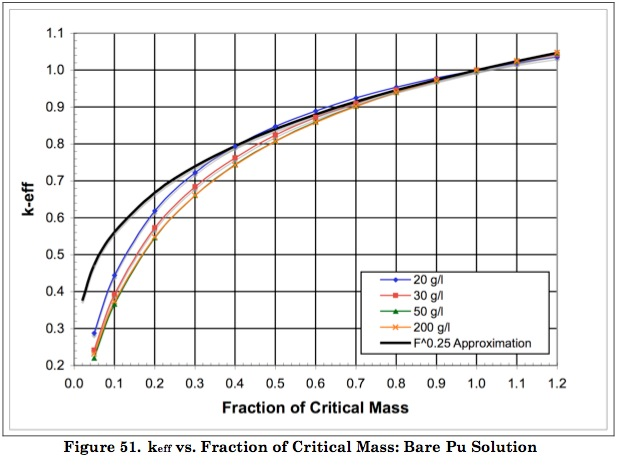 1.1
1.0
0.9
0.8
0.7
0.6
0.5
0.4
0.3
0.2
k-eff
0.0 0.1 0.2 0.3 0.4 0.5 0.6 0.7 0.8 0.9 1.0 1.1 1.2
Fraction of Critical Mass
20 g/l
30 g/l
50 g/l
200 g/l
F^0.25 Approximation
Figure 51. keff vs. Fraction of Critical Mass: Bare Pu Solution